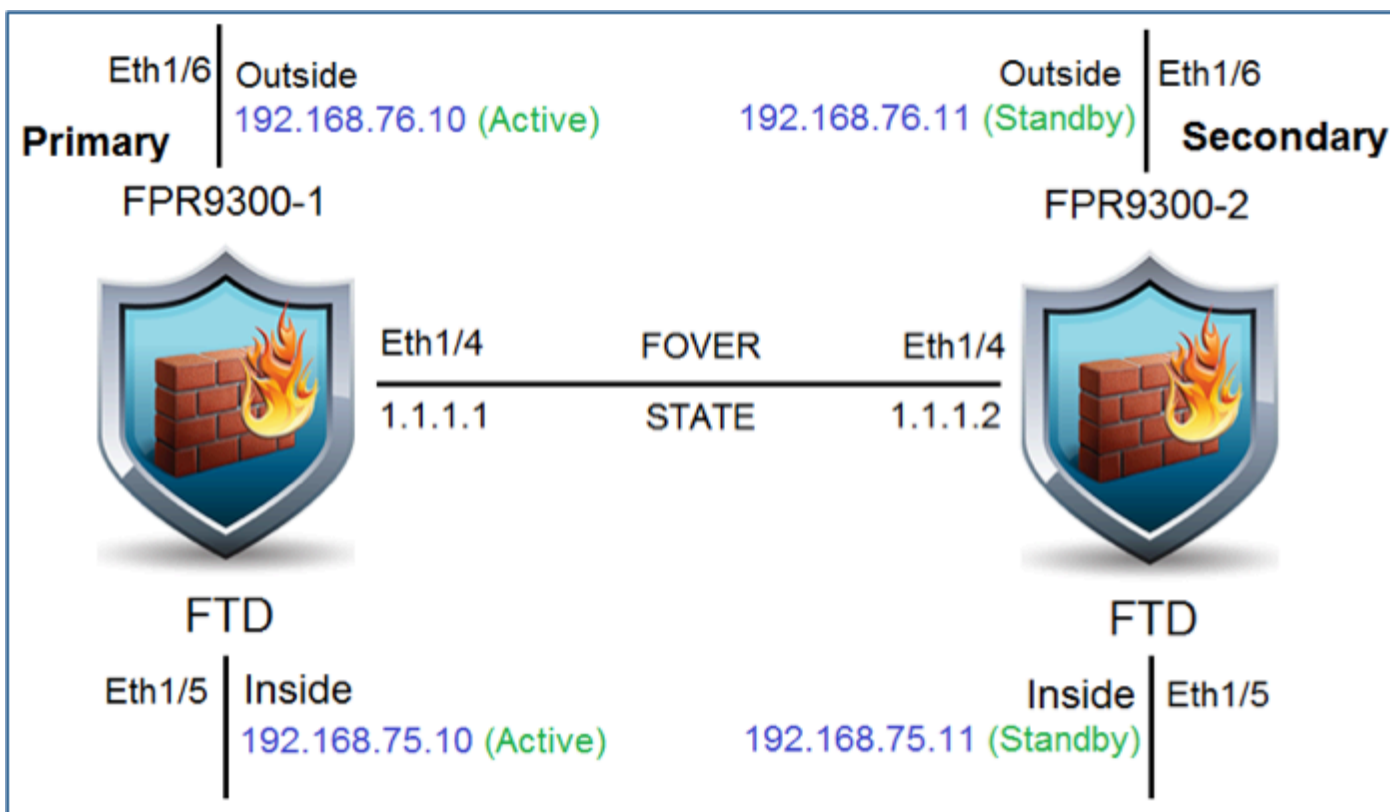 Eth1/6
Outside
192.168.76.10 (Active)
Primary
FPR9300-1
Outside
Eth1/6
192.168.76.11 (Standby)
Secondary
FPR9300-2
Eth1/4
FOVER
Eth1/4
1.1.1.1
STATE
1.1.1.2
FTD
FTD
Eth1/5
Inside
192.168.75.10 (Active)
Inside
Eth1/5
192.168.75.11 (Standby)